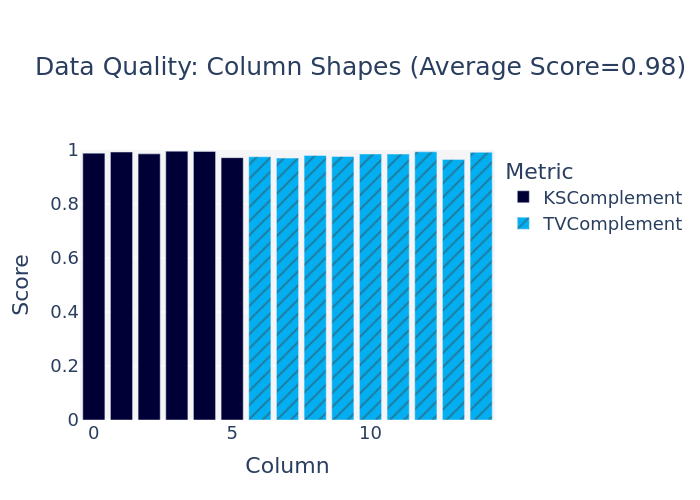 Data Quality: Column Shapes (Average Score=0.98)
Metric
KSComplement
TVComplement
Score
1
0.8
0.6
0.4
0.2
0
0 5 10
Column